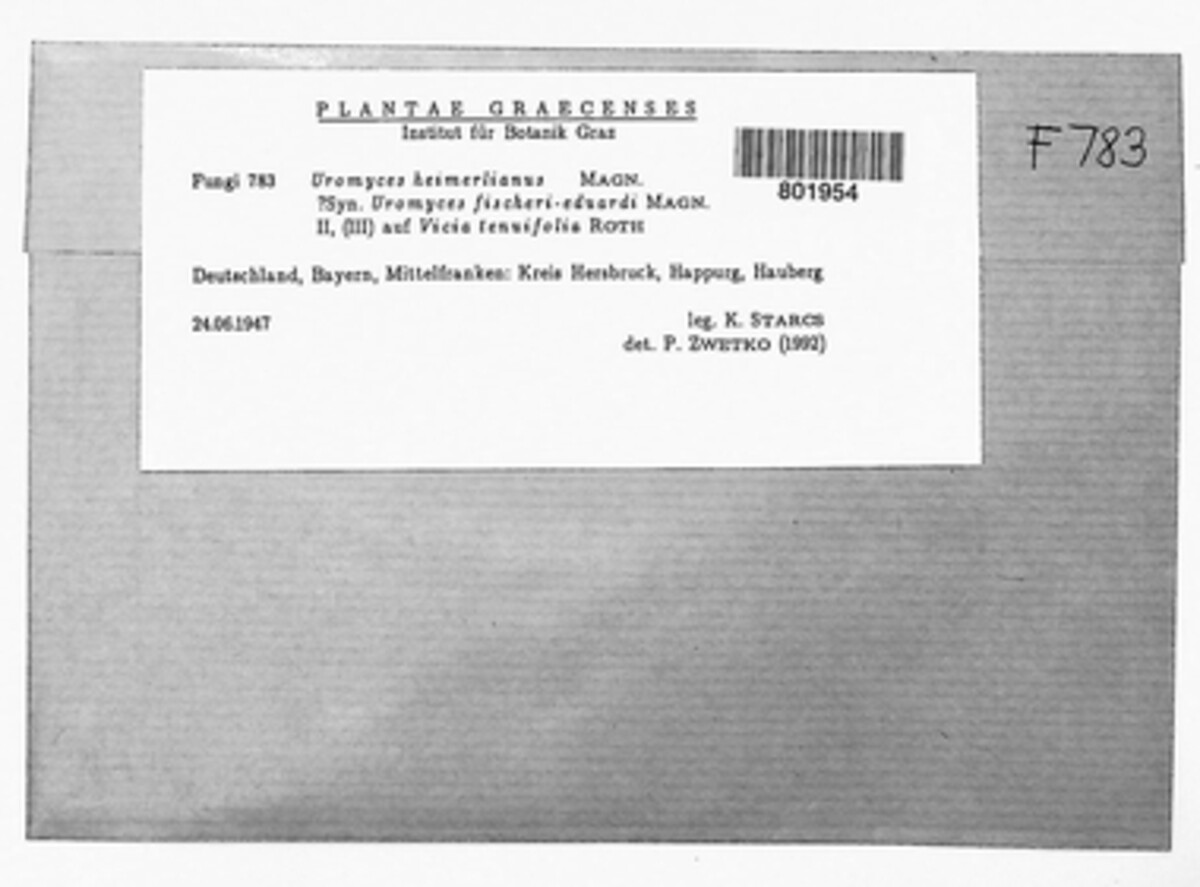 PLANTAE GRAECENSES
Institut für Botanik Graz
F 783
801954
Fungi 783 Uromyces heimerlianus MAGN.
?Syn. Uromyces fischeri-eduardi MAGN.
II, (III) auf Vicia tenuifolia ROTH
Deutschland, Bayern, Mittelfranken: Kreis Hersbruck, Happurg, Hauberg
24.06.1947
leg. K. STARCS
det. P. ZWETKO (1992)